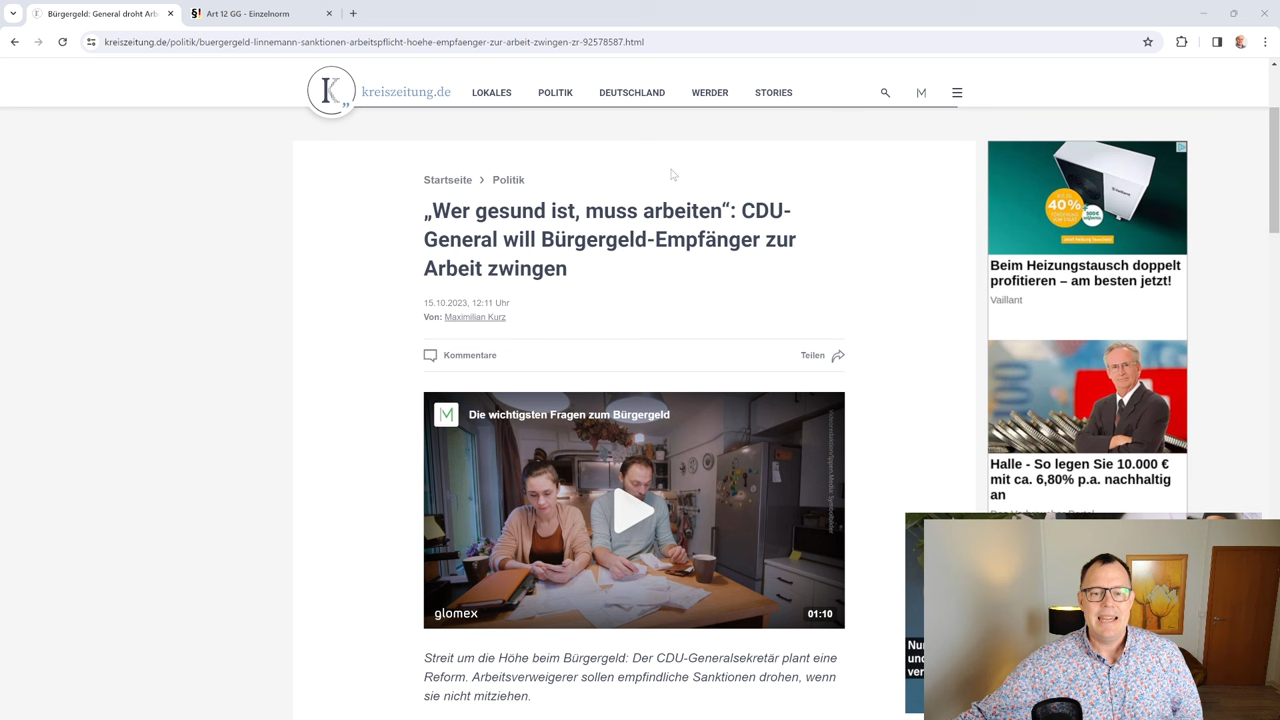 Bürgergeld: General droht Arb
Art 12 GG - Einzelnorm
kreiszeitung.de/politik/buergergeld-linnemann-sanktionen-arbeitspflicht-hoehe-empfaenger-zur-arbeit-zwingen-zr-92578587.html
K
kreiszeitung.de
LOKALES POLITIK DEUTSCHLAND WERDER STORIES
Startseite > Politik
„Wer gesund ist, muss arbeiten“: CDU-
General will Bürgergeld-Empfänger zur
Arbeit zwingen
15.10.2023, 12:11 Uhr
Von: Maximilian Kurz
Kommentare
Teilen
M Die wichtigsten Fragen zum Bürgergeld
glomex
01:10
Streit um die Höhe beim Bürgergeld: Der CDU-Generalsekretär plant eine
Reform. Arbeitsverweigerer sollen empfindliche Sanktionen drohen, wenn
sie nicht mitziehen.
40%
Beim Heizungstausch doppelt
profitieren – am besten jetzt!
Vaillant
Halle - So legen Sie 10.000 €
mit ca. 6,80% p.a. nachhaltig
an